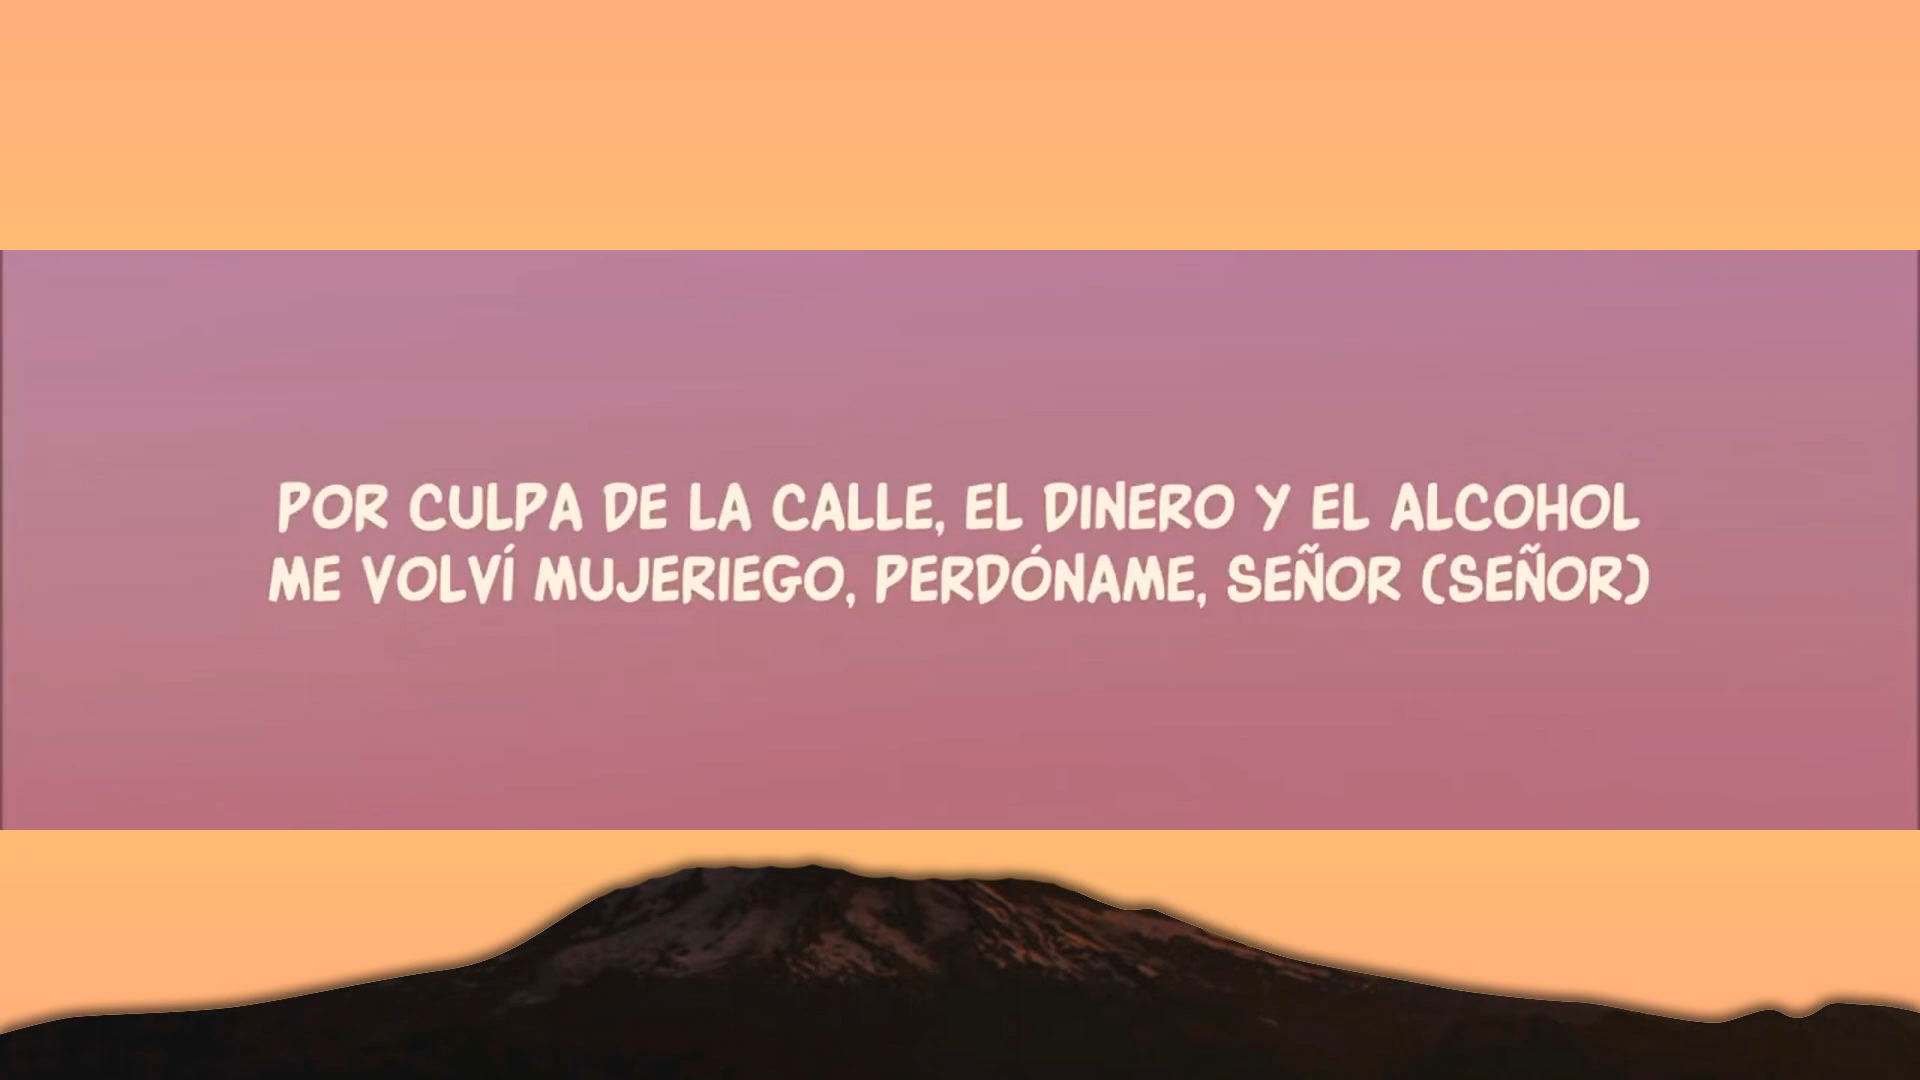 POR CULPA DE LA CALLE, EL DINERO Y EL ALCOHOL
ME VOLVÍ MUJERIEGO, PERDÓNAME, SEÑOR (SEÑOR)